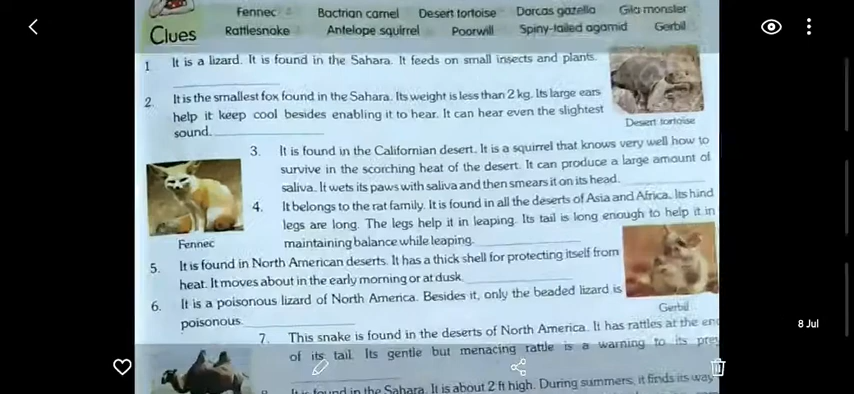 Fennec Bactrian camel Desert tortoise Dorcas gazella Gila monster
Clues Rattlesnake Antelope squirrel Poorwill Spiny-tailed agamid Gerbil
1 It is a lizard. It is found in the Sahara. It feeds on small insects and plants.
2. It is the smallest fox found in the Sahara. Its weight is less than 2 kg. Its large ears
help it keep cool besides enabling it to hear. It can hear even the slightest
sound.
Desert tortoise
3. It is found in the Californian desert. It is a squirrel that knows very well how to
survive in the scorching heat of the desert. It can produce a large amount of
saliva. It wets its paws with saliva and then smears it on its head.
4. It belongs to the rat family. It is found in all the deserts of Asia and Africa. Its hind
legs are long. The legs help it in leaping. Its tail is long enough to help it in
Fennec
maintaining balance while leaping.
5. It is found in North American deserts. It has a thick shell for protecting itself from
heat. It moves about in the early morning or at dusk.
6. It is a poisonous lizard of North America. Besides it, only the beaded lizard is
poisonous.
Gerbil
8 Jul
7. This snake is found in the deserts of North America. It has rattles at the
of its tail. Its gentle but menacing rattle is a warning to its
found in the Sahara. It is about 2 ft high. During summers, it finds its way